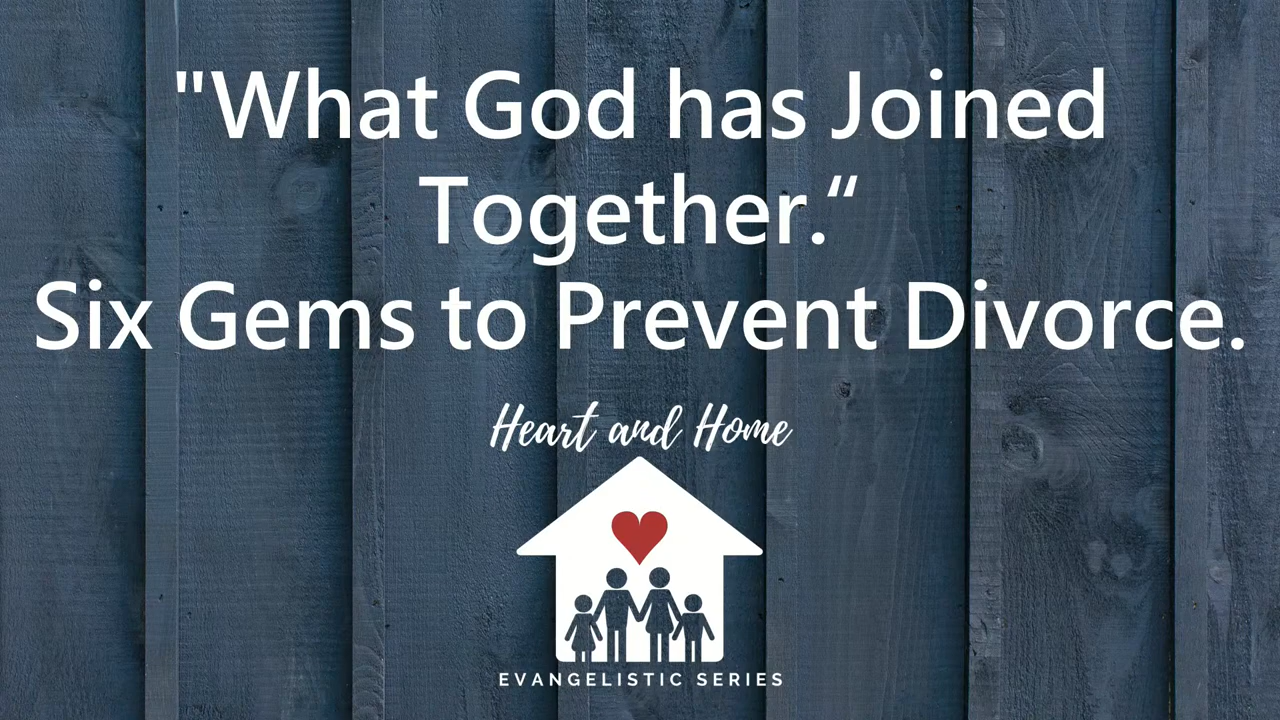 "What God has Joined
Together.“
Six Gems to Prevent Divorce.
Heart and Home
EVANGELISTIC SERIES